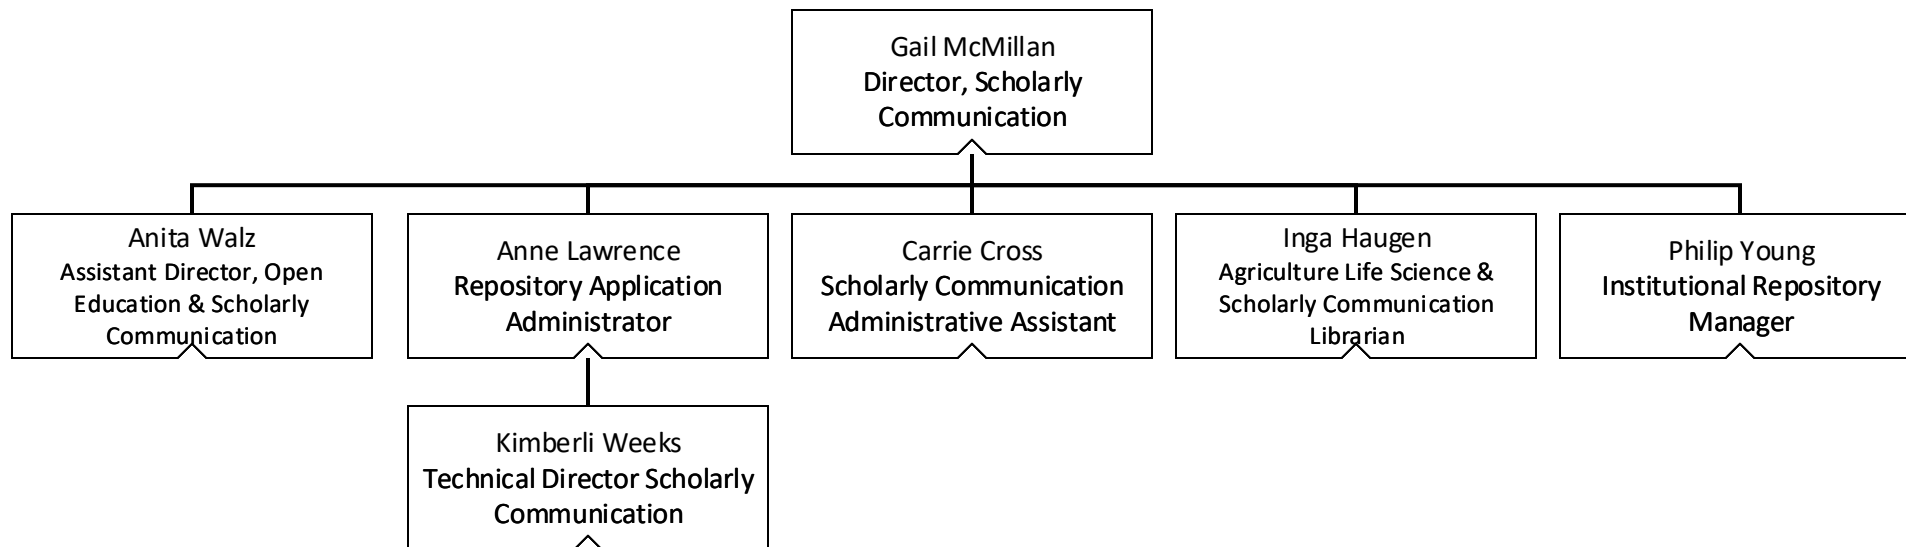 Gail McMillan
Director, Scholarly
Communication
Anita Walz
Assistant Director, Open
Education & Scholarly
Communication
Anne Lawrence
Repository Application
Administrator
Carrie Cross
Scholarly Communication
Administrative Assistant
Inga Haugen
Agriculture Life Science &
Scholarly Communication
Librarian
Philip Young
Institutional Repository
Manager
Kimberli Weeks
Technical Director Scholarly
Communication